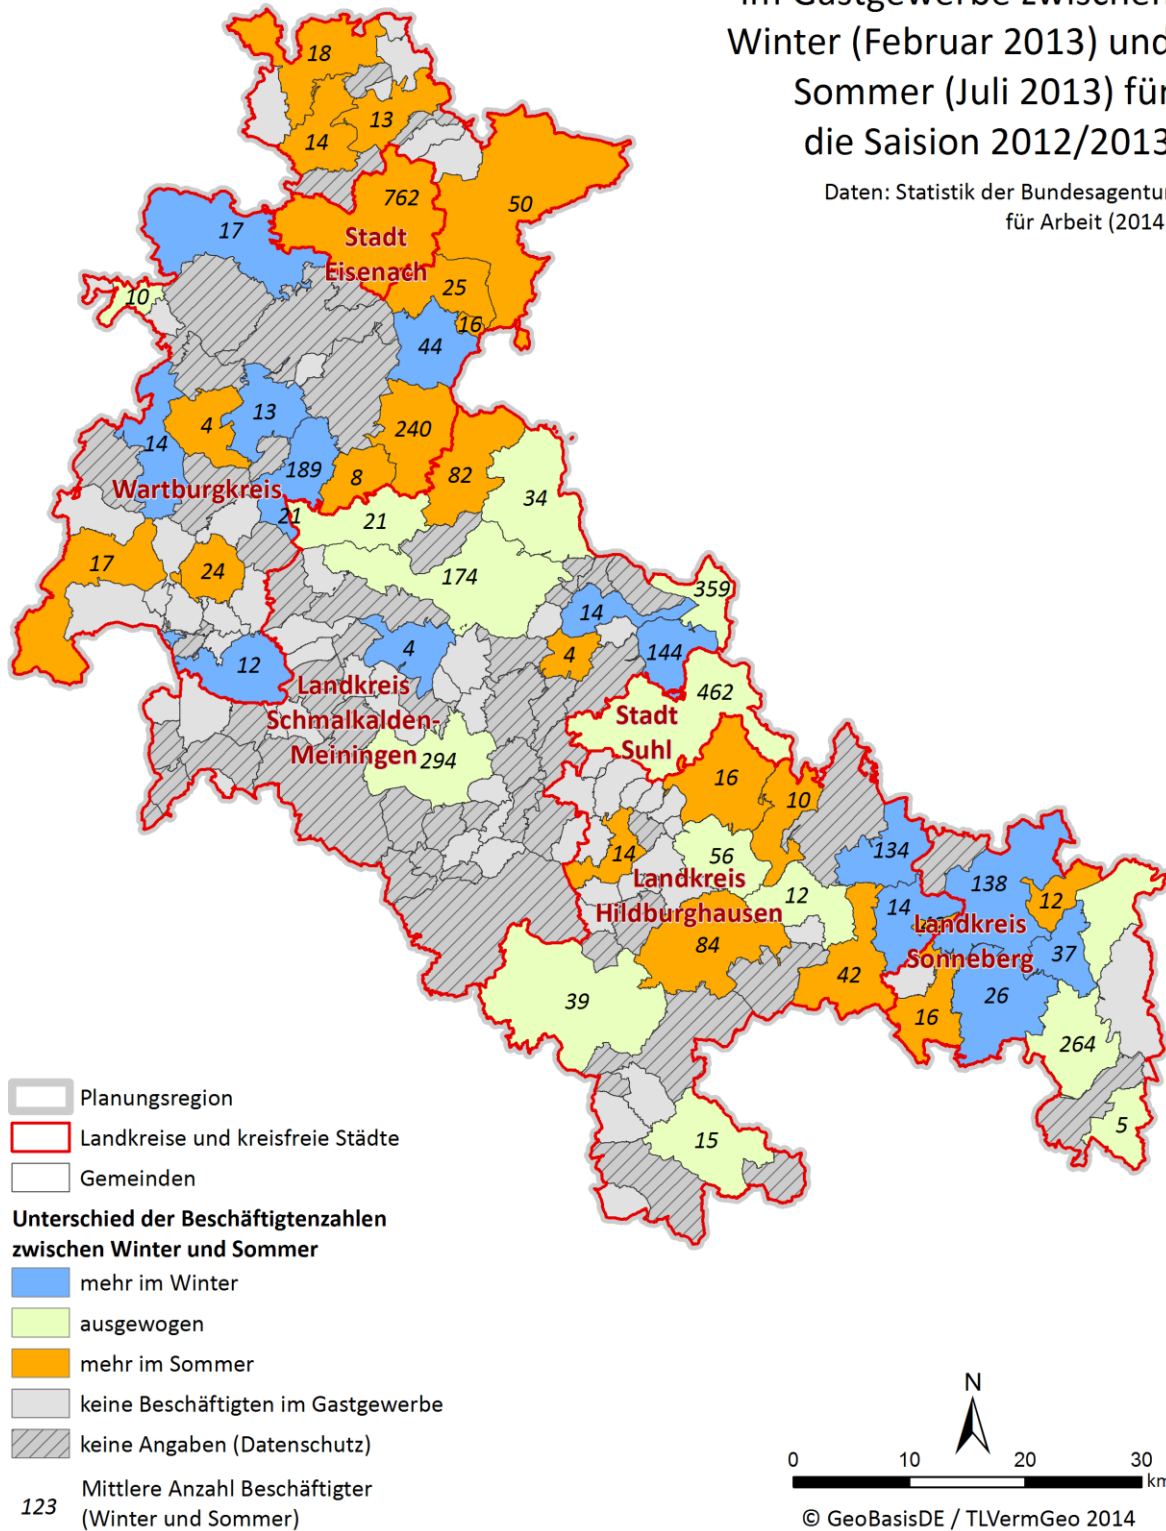 im Gastgewerbe zwischen
Winter (Februar 2013) und
Sommer (Juli 2013) für
die Saision 2012/2013
Daten: Statistik der Bundesagentur
für Arbeit (2014
18
13
14
762
50
Stadt
Eisenach
17
25
10
16
44
13
4
14
240
189
8
82
34
Wartburgkreis
21
21
174
17
24
359
14
4
144
4
12
462
Landkreis
Schmalkalden-
Meiningen
Stadt
Suhl
294
16
10
14
56
134
138
Landkreis
Hildburghausen
12
14
12
Landkreis
Sonneberg
84
42
37
39
26
16
264
15
5
Planungsregion
Landkreise und kreisfreie Städte
Gemeinden
Unterschied der Beschäftigtenzahlen
zwischen Winter und Sommer
mehr im Winter
ausgewogen
mehr im Sommer
keine Beschäftigten im Gastgewerbe
keine Angaben (Datenschutz)
123 Mittlere Anzahl Beschäftigter
(Winter und Sommer)
N
0 10 20 30
km
© GeoBasisDE / TLVermGeo 2014